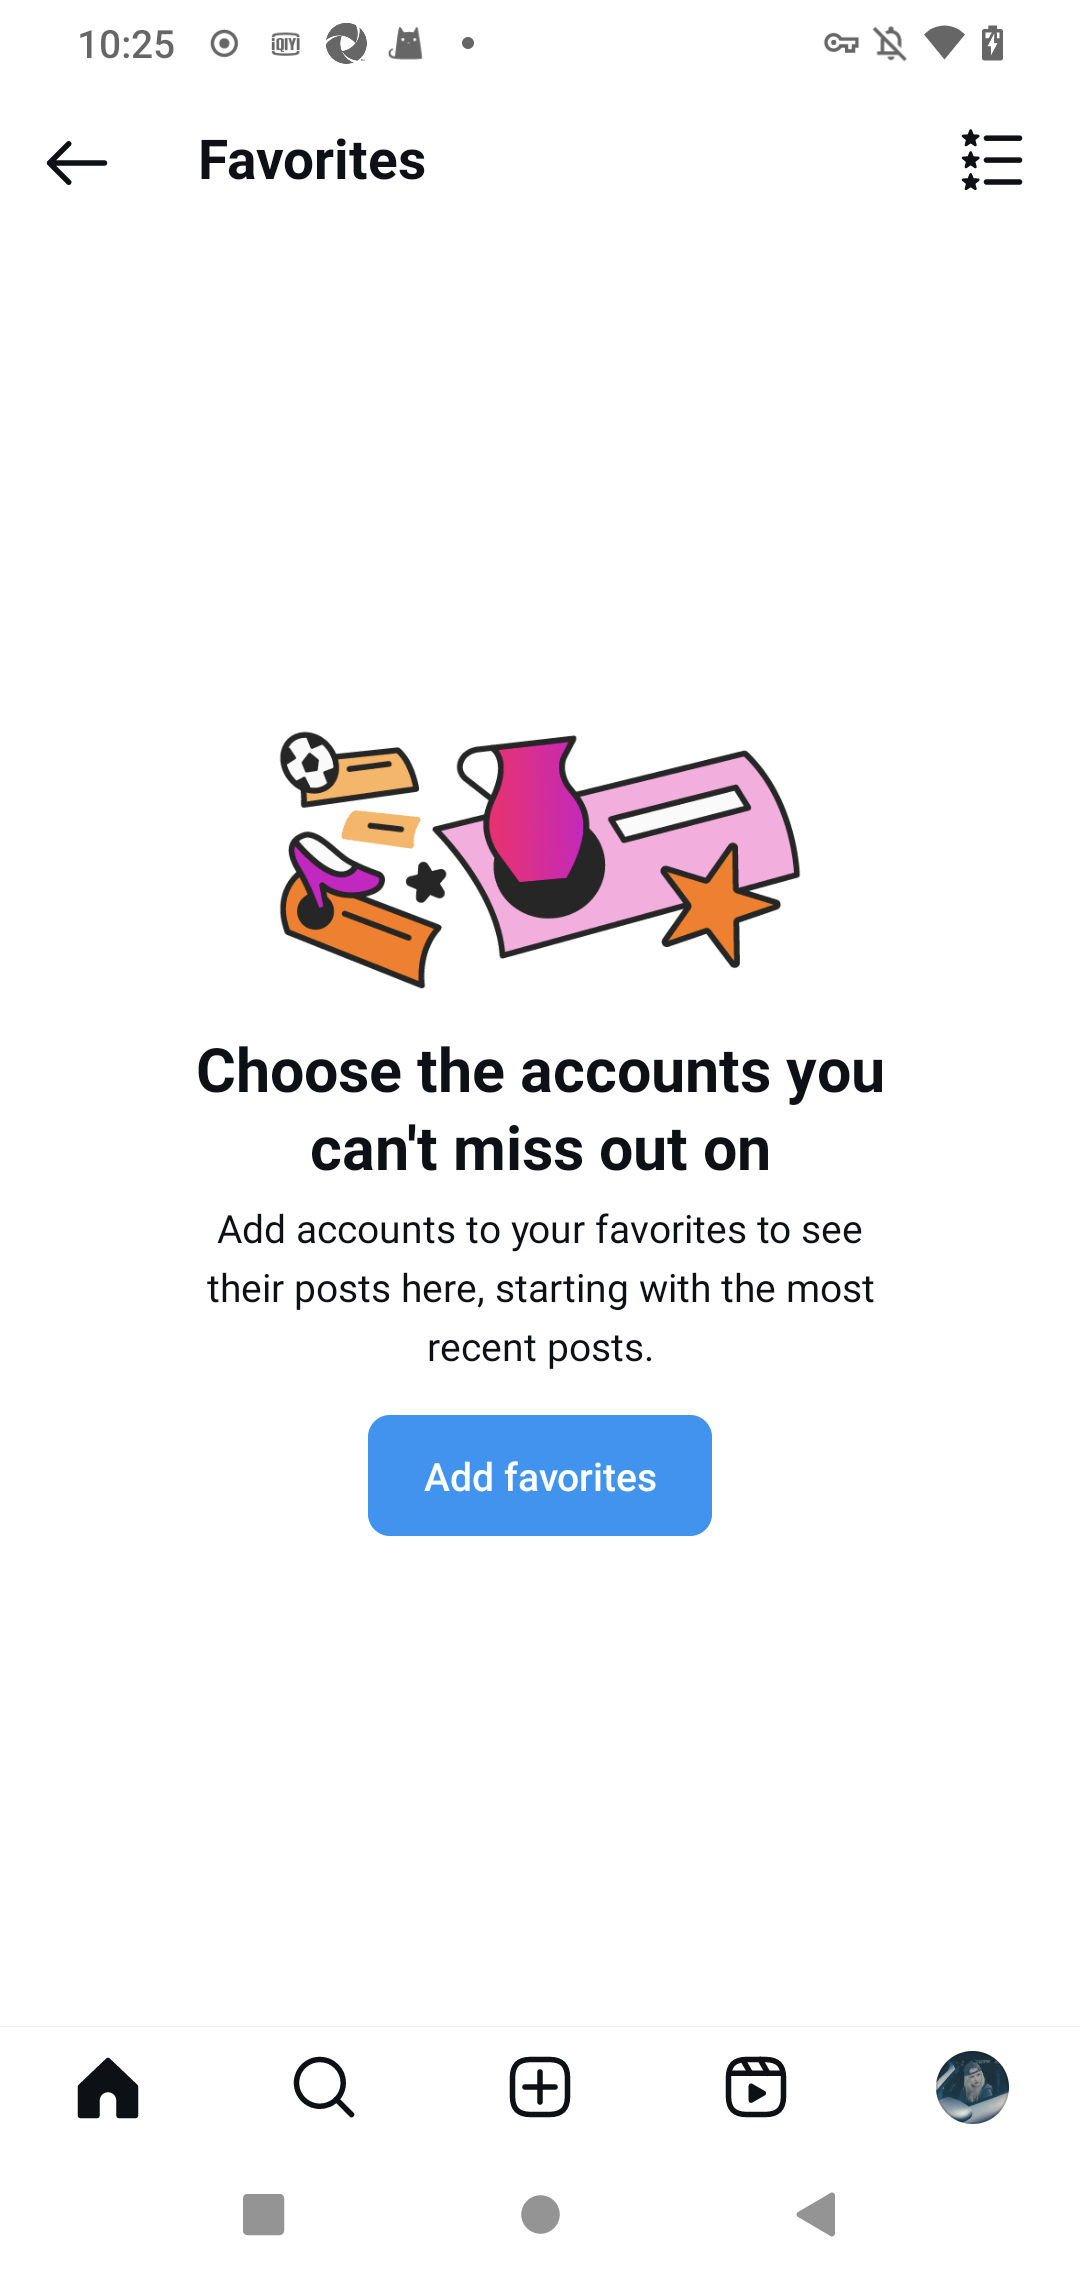 10:25
iQIYI
Favorites
Choose the accounts you
can't miss out on
Add accounts to your favorites to see
their posts here, starting with the most
recent posts.
Add favorites